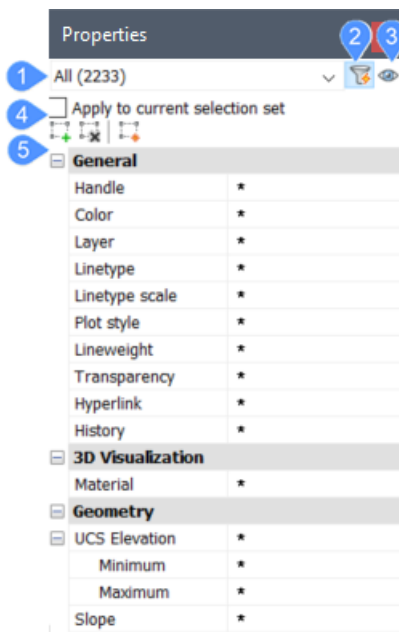 Properties
2
3
1
All (2233)
4
Apply to current selection set
5
General
Handle *
Color *
Layer *
Linetype *
Linetype scale *
Plot style *
Lineweight *
Transparency *
Hyperlink *
History *
3D Visualization
Material *
Geometry
UCS Elevation *
Minimum *
Maximum *
Slope *